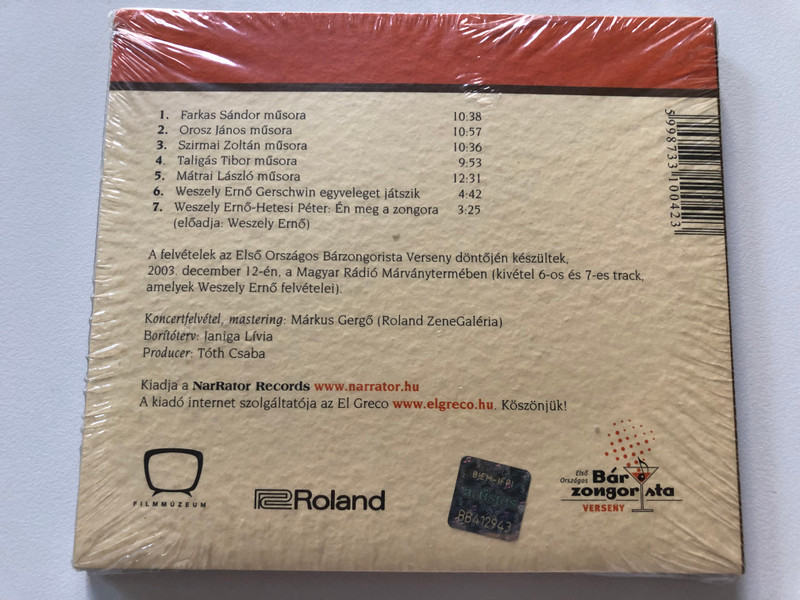 1. Farkas Sándor műsora 10:38
2. Orosz János műsora 10:57
3. Szirmai Zoltán műsora 10:36
4. Taligás Tibor műsora 9:53
5. Mátrai László műsora 12:31
6. Weszely Ernő Gerschwin egyveleget játszik 4:42
7. Weszely Ernő-Hetesi Péter: Én meg a zongora 3:25
(előadja: Weszely Ernő)
5998733100423
A felvételek az Első Országos Bárzongorista Verseny döntőjén készültek,
2003. december 12-én, a Magyar Rádió Márványtermében (kivétel 6-os és 7-es track,
amelyek Weszely Ernő felvételei).
Koncertfelvétel, mastering: Márkus Gergő (Roland ZeneGaléria)
Borítóterv: Janiga Lívia
Producer: Tóth Csaba
Kiadja a NarRator Records www.narrator.hu
A kiadó internet szolgáltatója az El Greco www.elgreco.hu. Köszönjük!
FILMMÚZEUM
Roland
BIEM-IFPI
BB412943
Első
Országos
Bár
zongorista
VERSENY